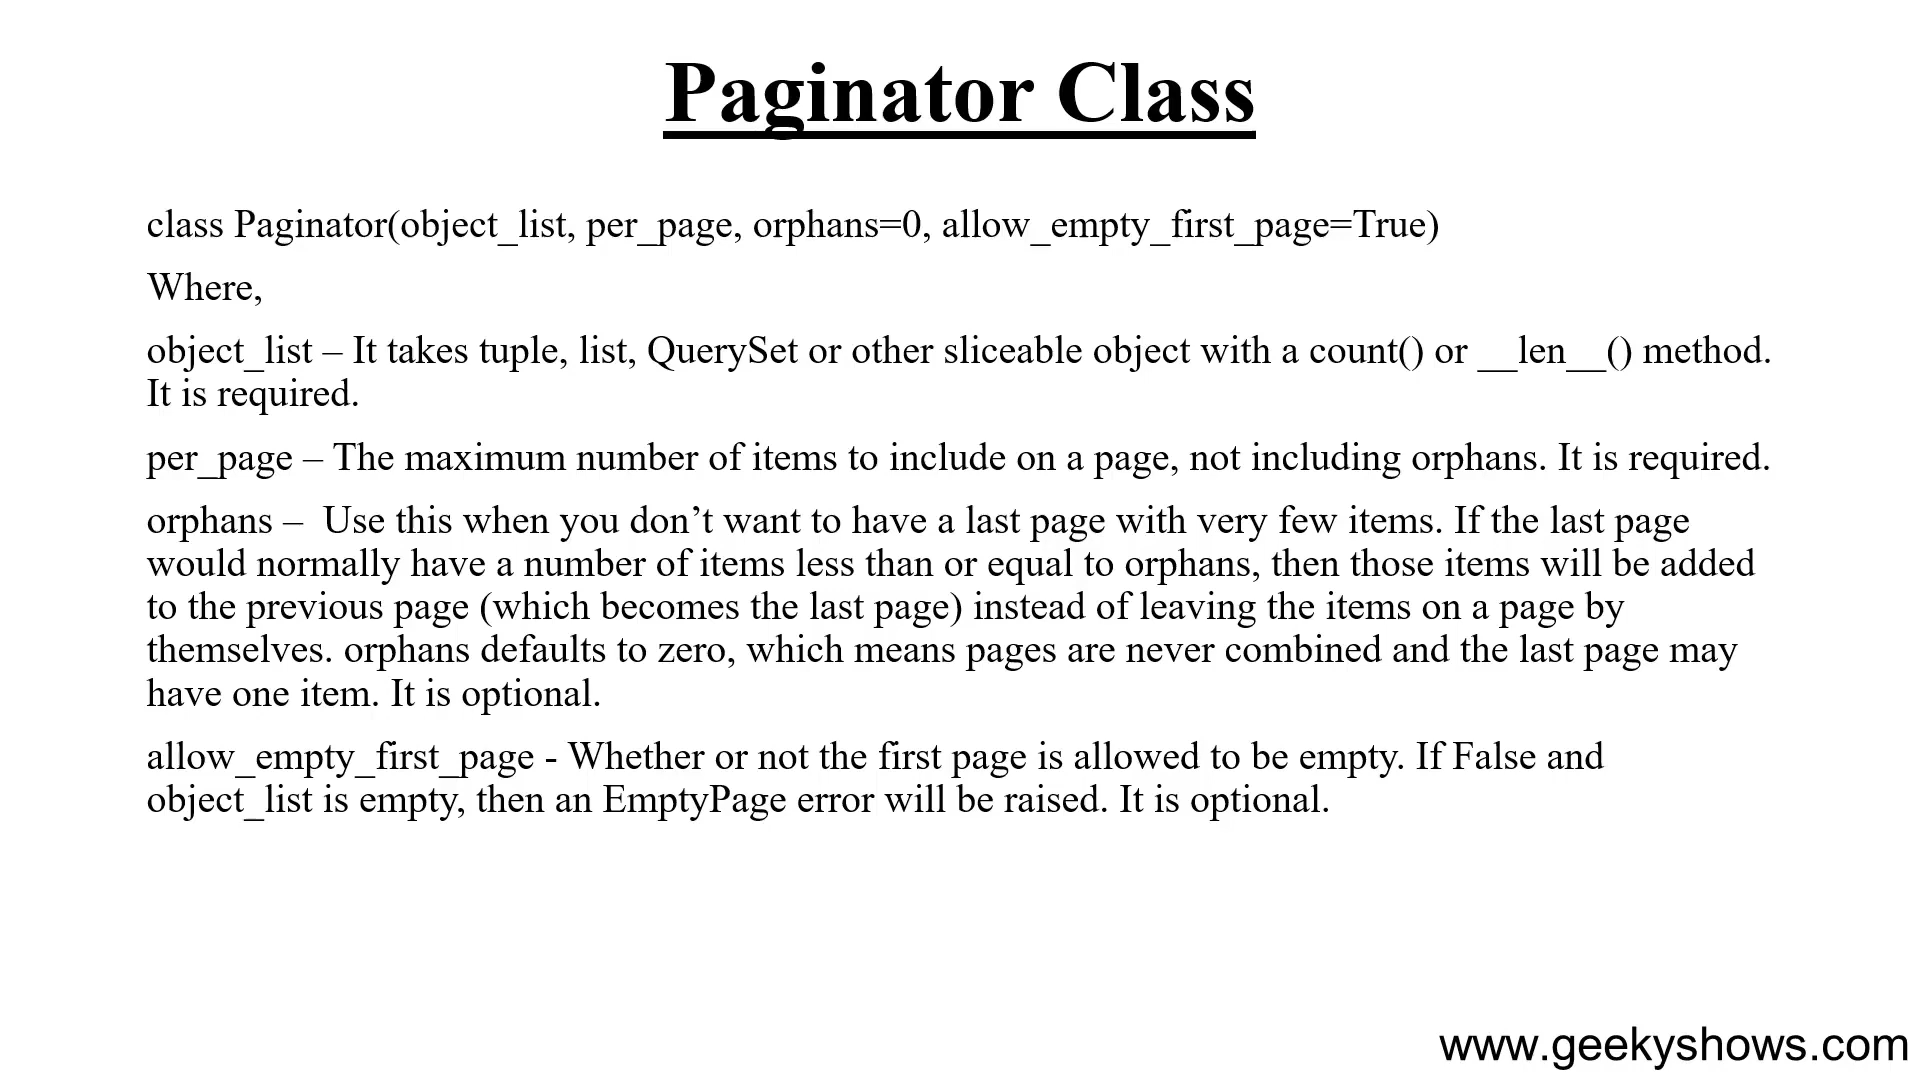 Paginator Class
class Paginator(object_list, per_page, orphans=0, allow_empty_first_page=True)
Where,
object_list – It takes tuple, list, QuerySet or other sliceable object with a count() or __len__() method.
It is required.
per_page – The maximum number of items to include on a page, not including orphans. It is required.
orphans –  Use this when you don’t want to have a last page with very few items. If the last page
would normally have a number of items less than or equal to orphans, then those items will be added
to the previous page (which becomes the last page) instead of leaving the items on a page by
themselves. orphans defaults to zero, which means pages are never combined and the last page may
have one item. It is optional.
allow_empty_first_page - Whether or not the first page is allowed to be empty. If False and
object_list is empty, then an EmptyPage error will be raised. It is optional.
www.geekyshows.com